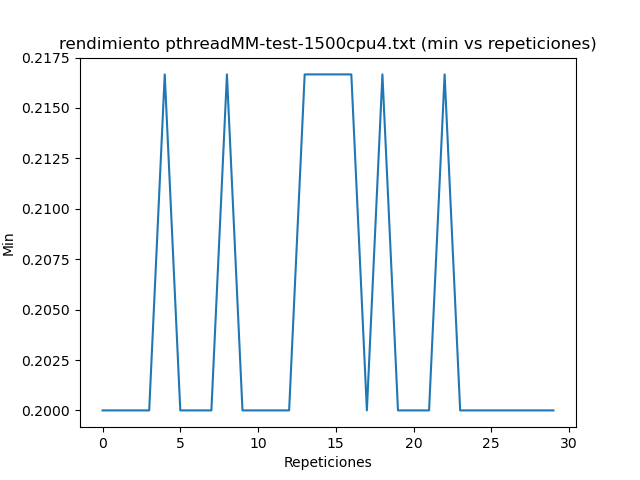 rendimiento pthreadMM-test-1500cpu4.txt (min vs repeticiones)
0.2175
0.2150
0.2125
0.2100
0.2075
0.2050
0.2025
0.2000
Min
0 5 10 15 20 25 30
Repeticiones